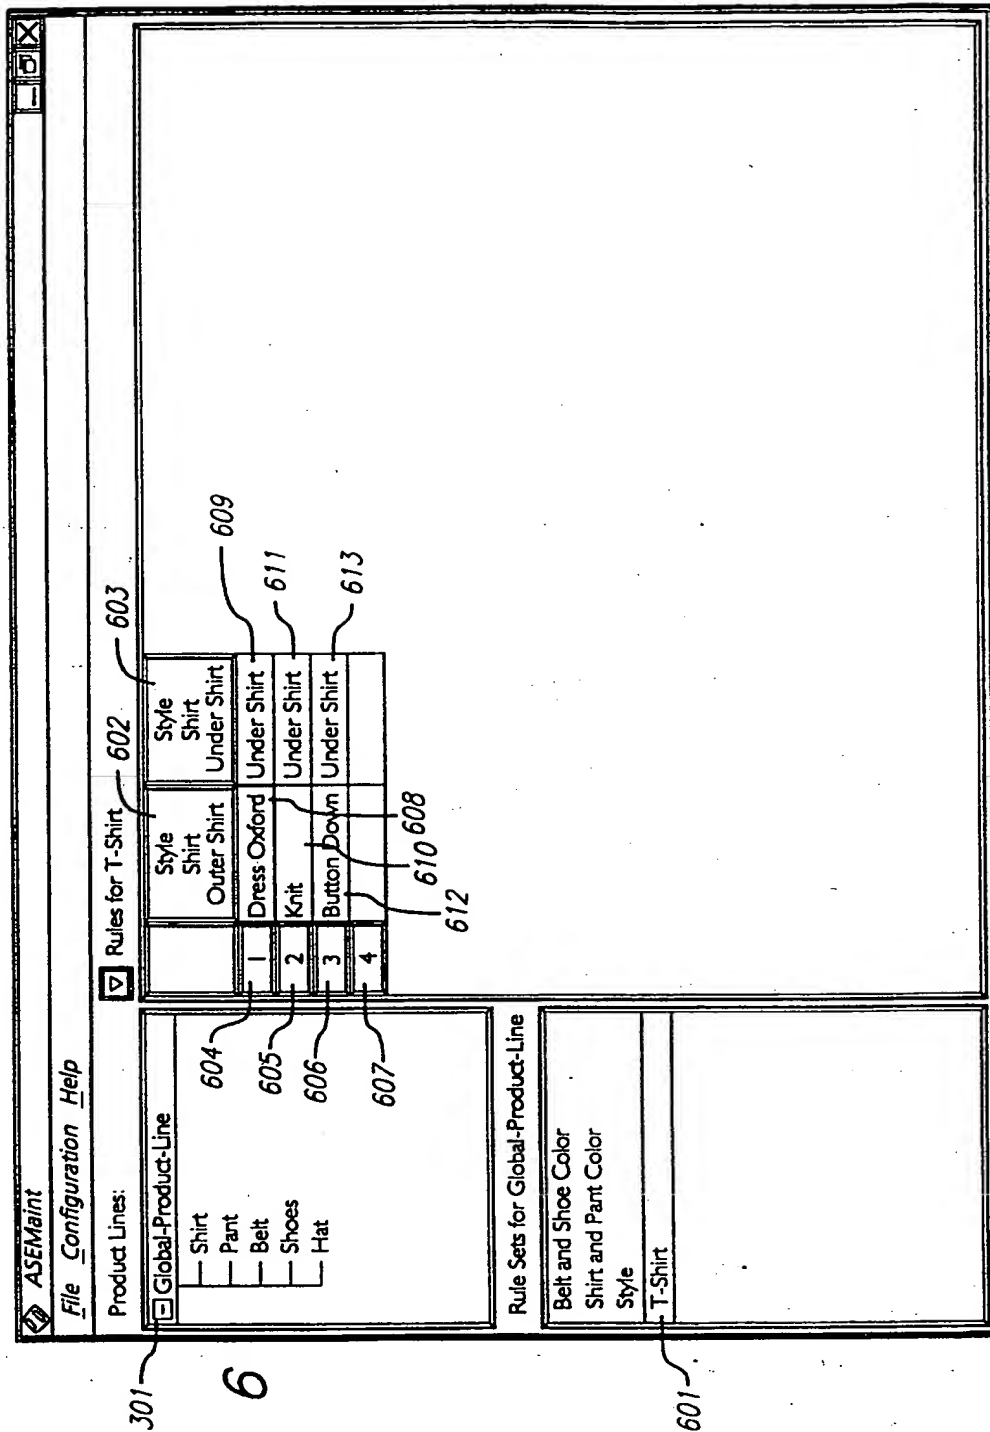 ASEMaint
File Configuration Help
Product Lines:
301
Global-Product-Line
Shirt
Pant
Belt
Shoes
Hat
6
Rule Sets for Global-Product-Line
Belt and Shoe Color
Shirt and Pant Color
Style
T-Shirt
601
Rules for T-Shirt
602
603
Style
Shirt
Outer Shirt
Style
Shirt
Under Shirt
1 Dress Oxford Under Shirt
2 Knit Under Shirt
3 Button Down Under Shirt
4
604
605
606
607
608
609
610
611
612
613